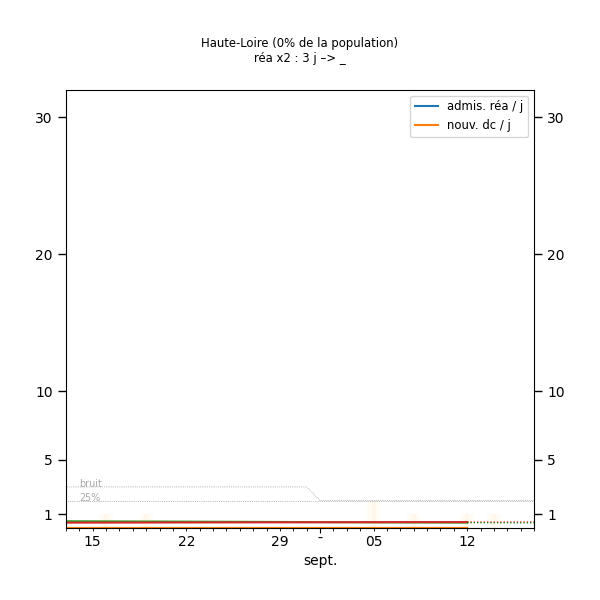 Haute-Loire (0% de la population)
réa x2 : 3 j –> _
admis. réa / j
nouv. dc / j
30
30
20
20
10
10
5
5
bruit
25%
1
1
15
22
29
-
05
12
sept.